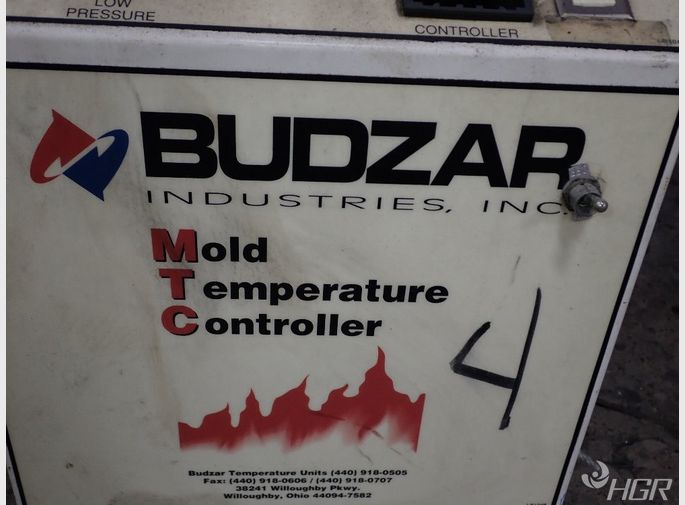 LOW
PRESSURE
CONTROLLER
BUDZAR
INDUSTRIES, INC.
Mold
Temperature
Controller
4
Budzar Temperature Units (440) 918-0505
Fax: (440) 918-0606 / (440) 918-0707
38241 Willoughby Pkwy.
Willoughby, Ohio 44094-7582
HGR